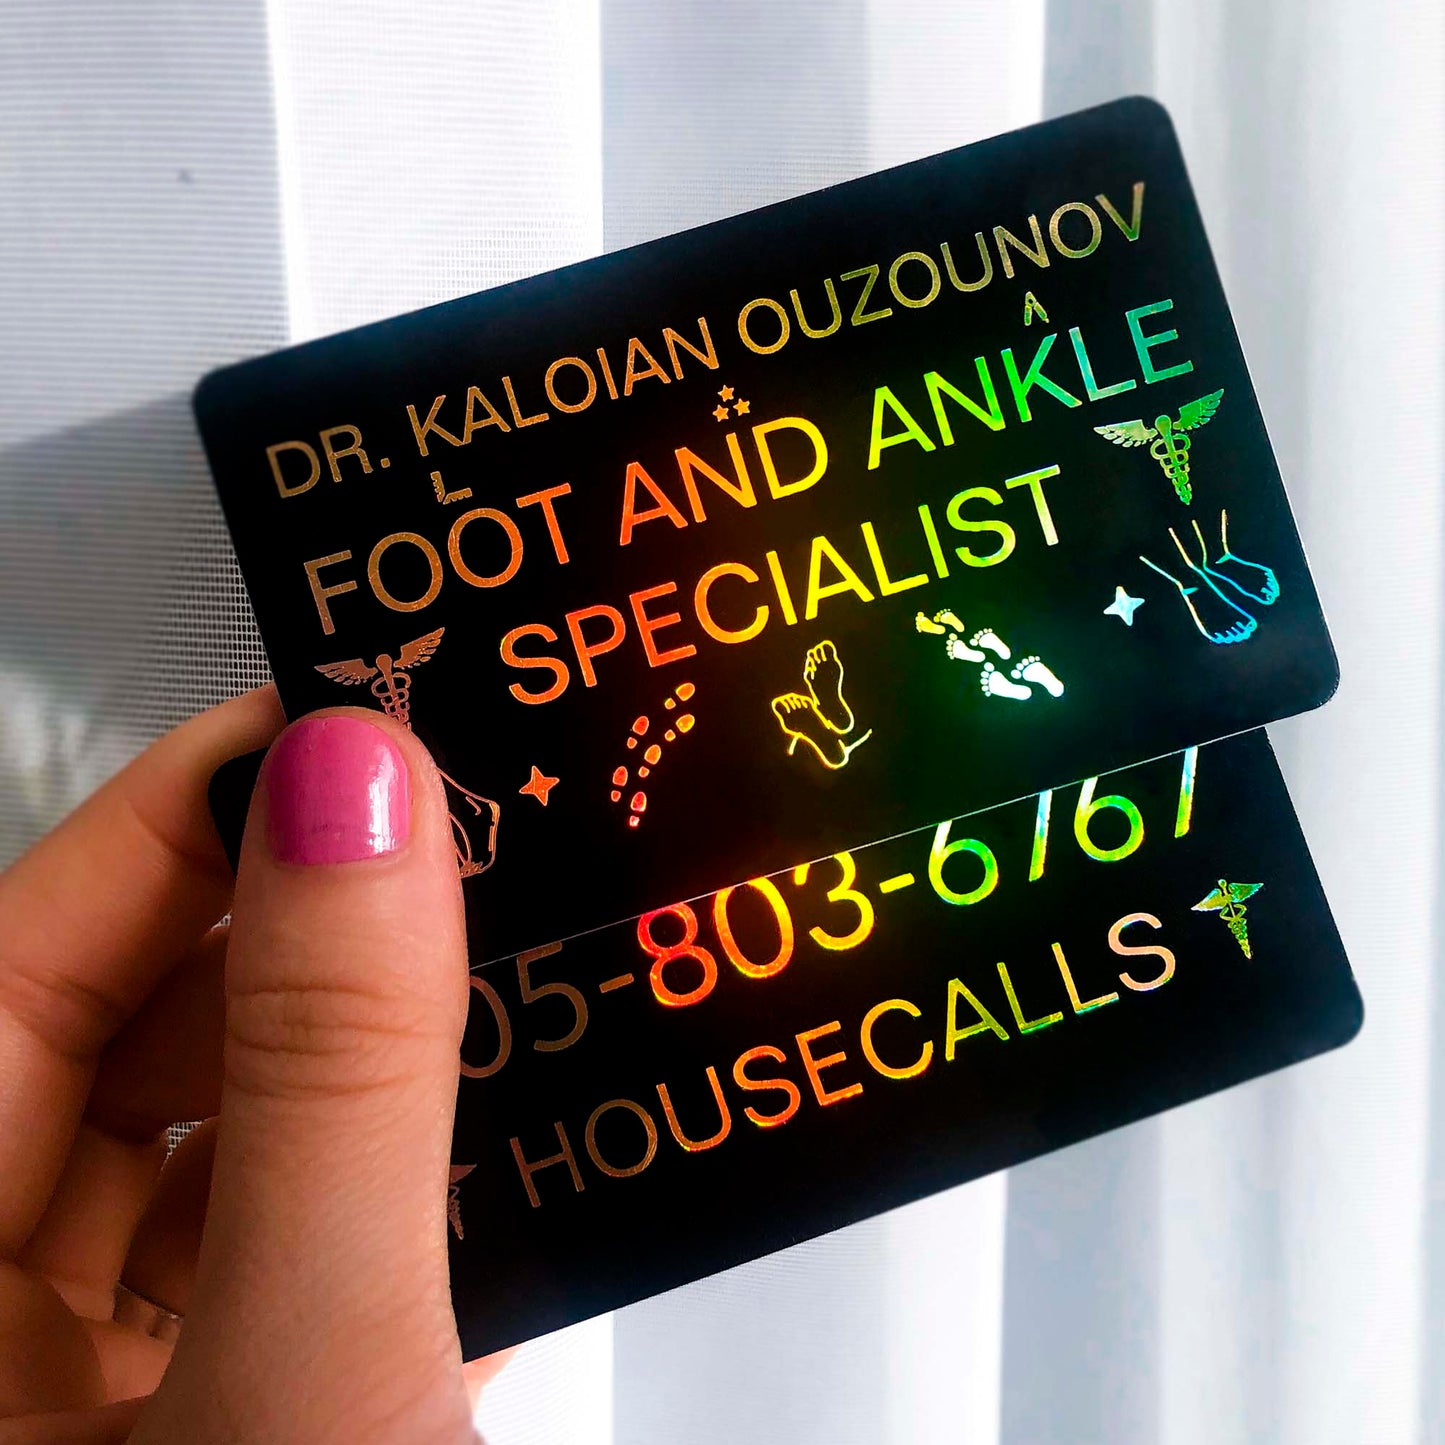 DR. KALOIAN OUZOUNOV
FOOT AND ANKLE
SPECIALIST
05-803-6767
HOUSECALLS